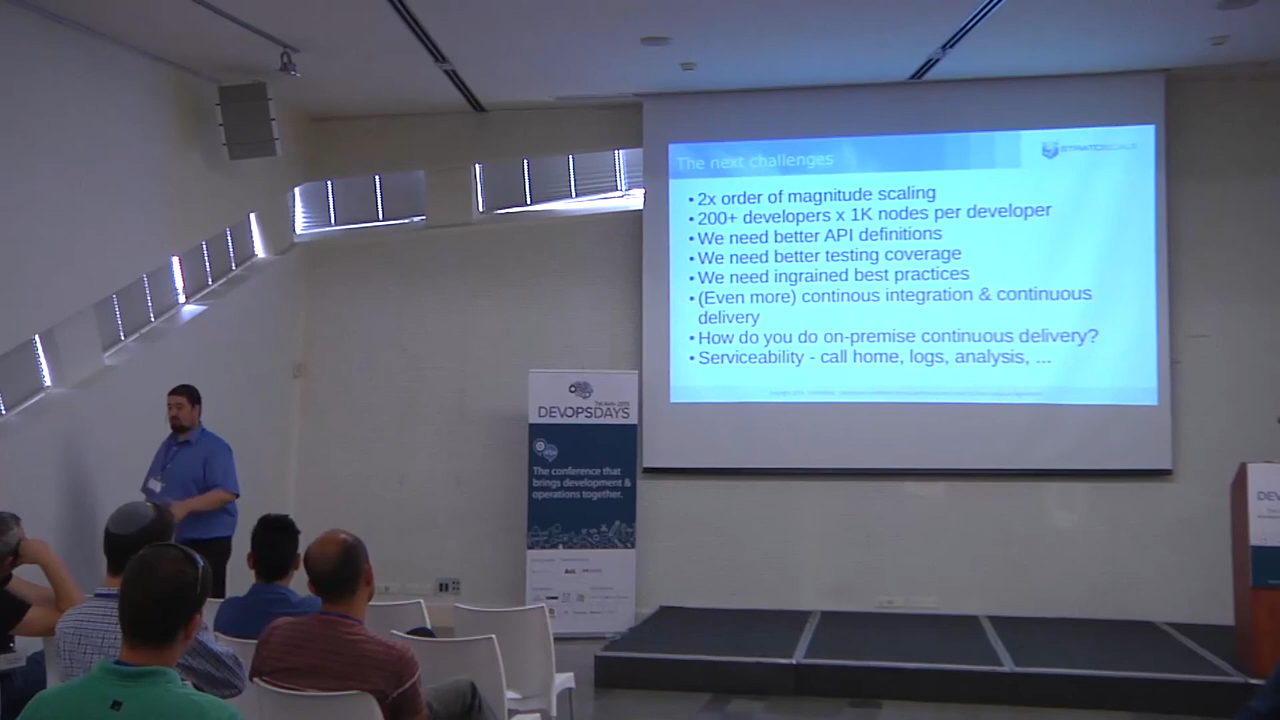 The next challenges
STRATOSCALE
•2x order of magnitude scaling
•200+ developers x 1K nodes per developer
•We need better API definitions
•We need better testing coverage
•We need ingrained best practices
•(Even more) continous integration & continuous
delivery
•How do you do on-premise continuous delivery?
•Serviceability - call home, logs, analysis, ...
DEVOPSDAYS
The conference that
brings development &
operations together.
DEV